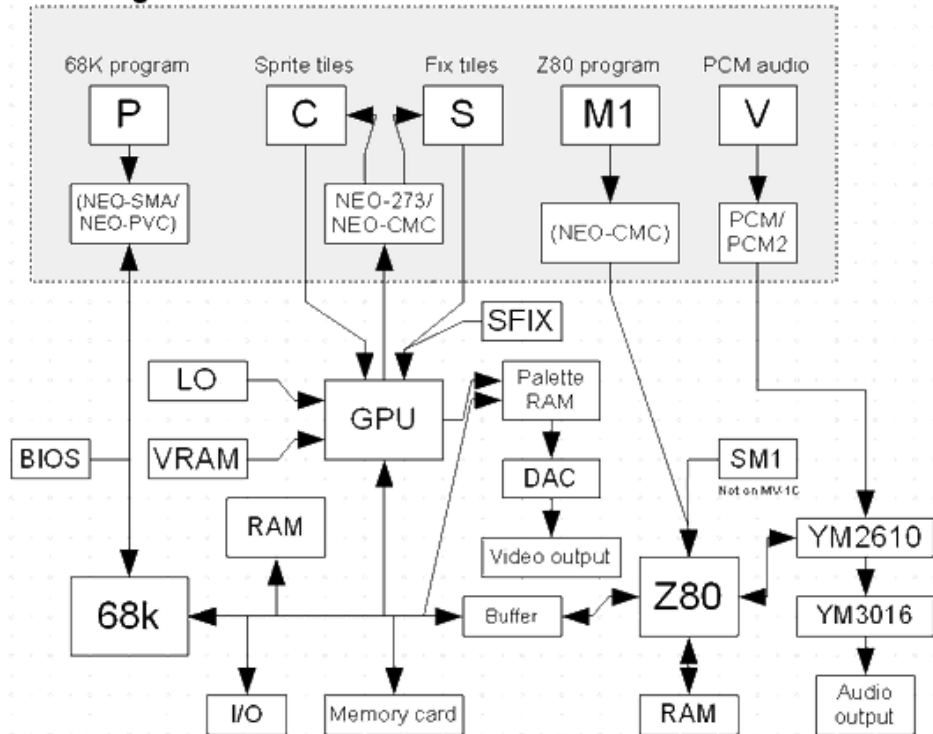 68K program
Sprite tiles
Fix tiles
Z80 program
PCM audio
P
C
S
M1
V
(NEO-SMA/
NEO-PVC)
NEO-273/
NEO-CMC
(NEO-CMC)
PCM/
PCM2
SFIX
LO
GPU
Palette
RAM
BIOS
VRAM
DAC
SM1
Not on MV-1C
RAM
Video output
YM2610
68k
Buffer
Z80
YM3016
I/O
Memory card
RAM
Audio
output